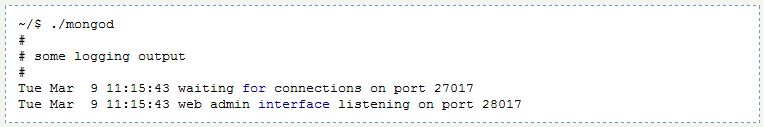 ~/$ ./mongod
#
# some logging output
#
Tue Mar  9 11:15:43 waiting for connections on port 27017
Tue Mar  9 11:15:43 web admin interface listening on port 28017